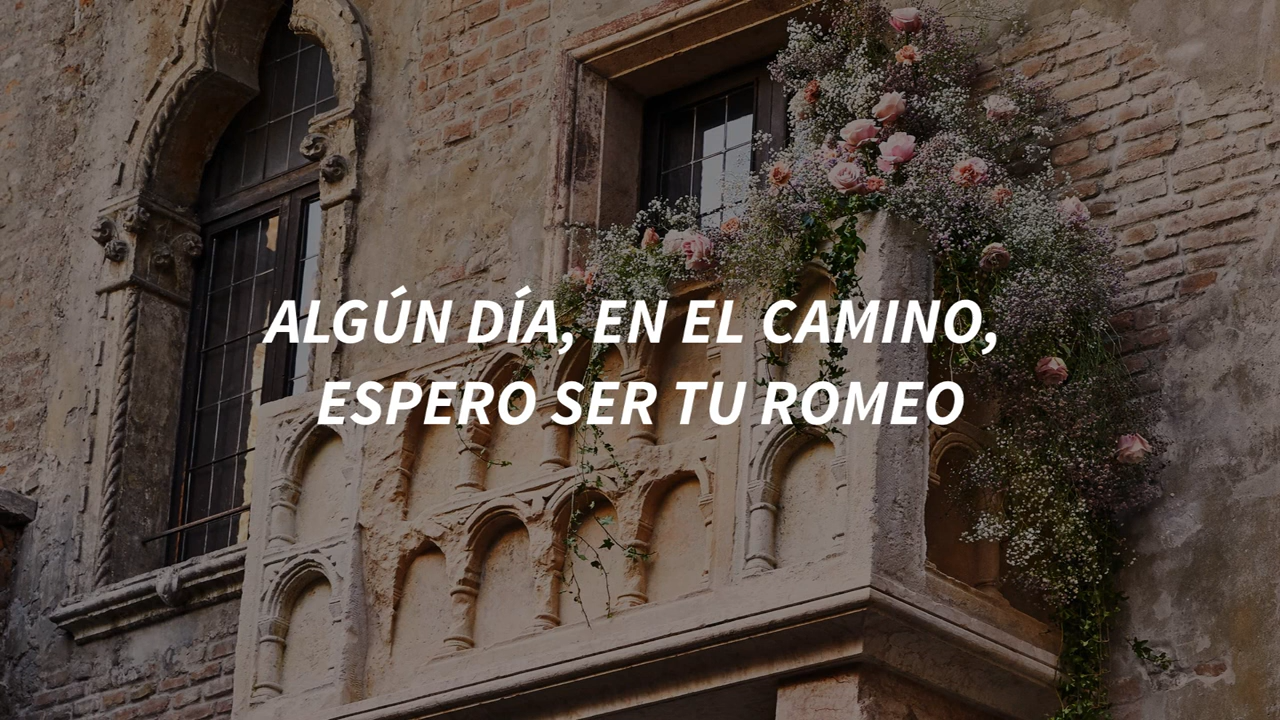 ALGÚN DÍA, EN EL CAMINO,
ESPERO SER TU ROMEO